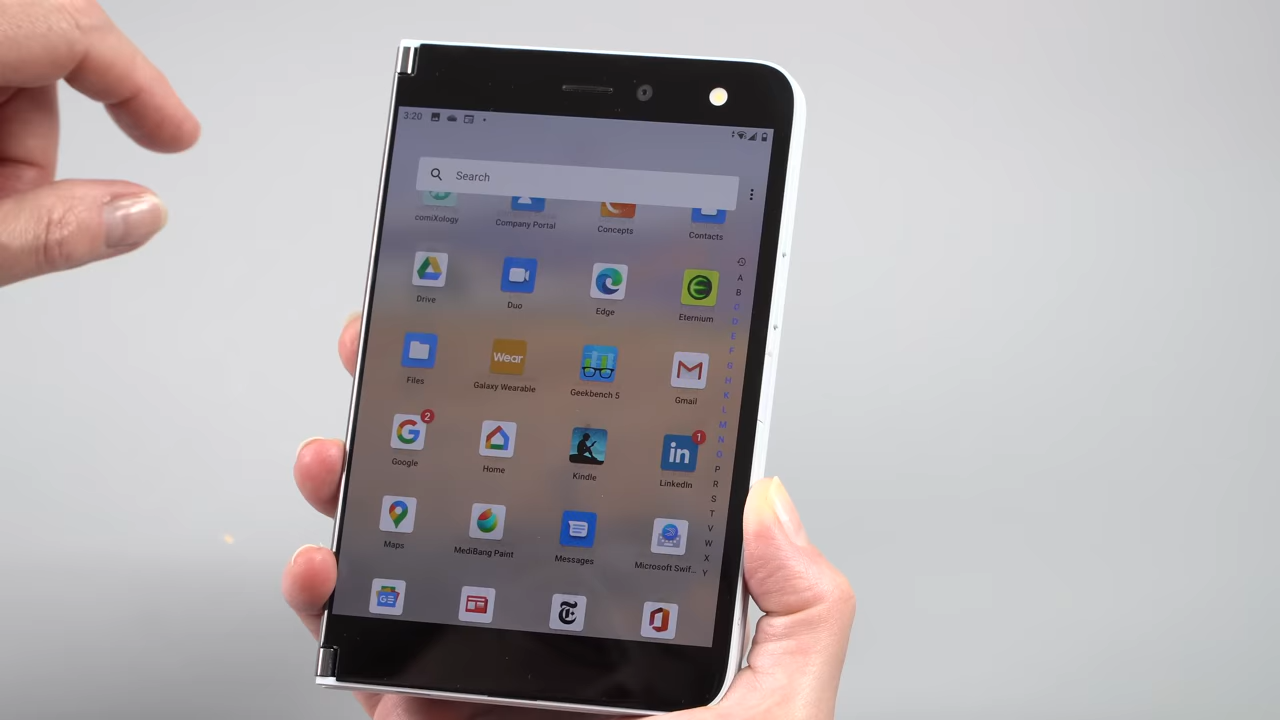 3:20
Search
comiXology Company Portal Concepts Contacts
Drive Duo Edge Eternium
Wear
Files Galaxy Wearable Geekbench 5 Gmail
2
1
in
Google Home Kindle LinkedIn
Maps MediBang Paint Messages Microsoft Swif...
GE
A
B
C
D
E
F
G
H
K
L
M
N
O
P
R
S
T
V
W
X
Y